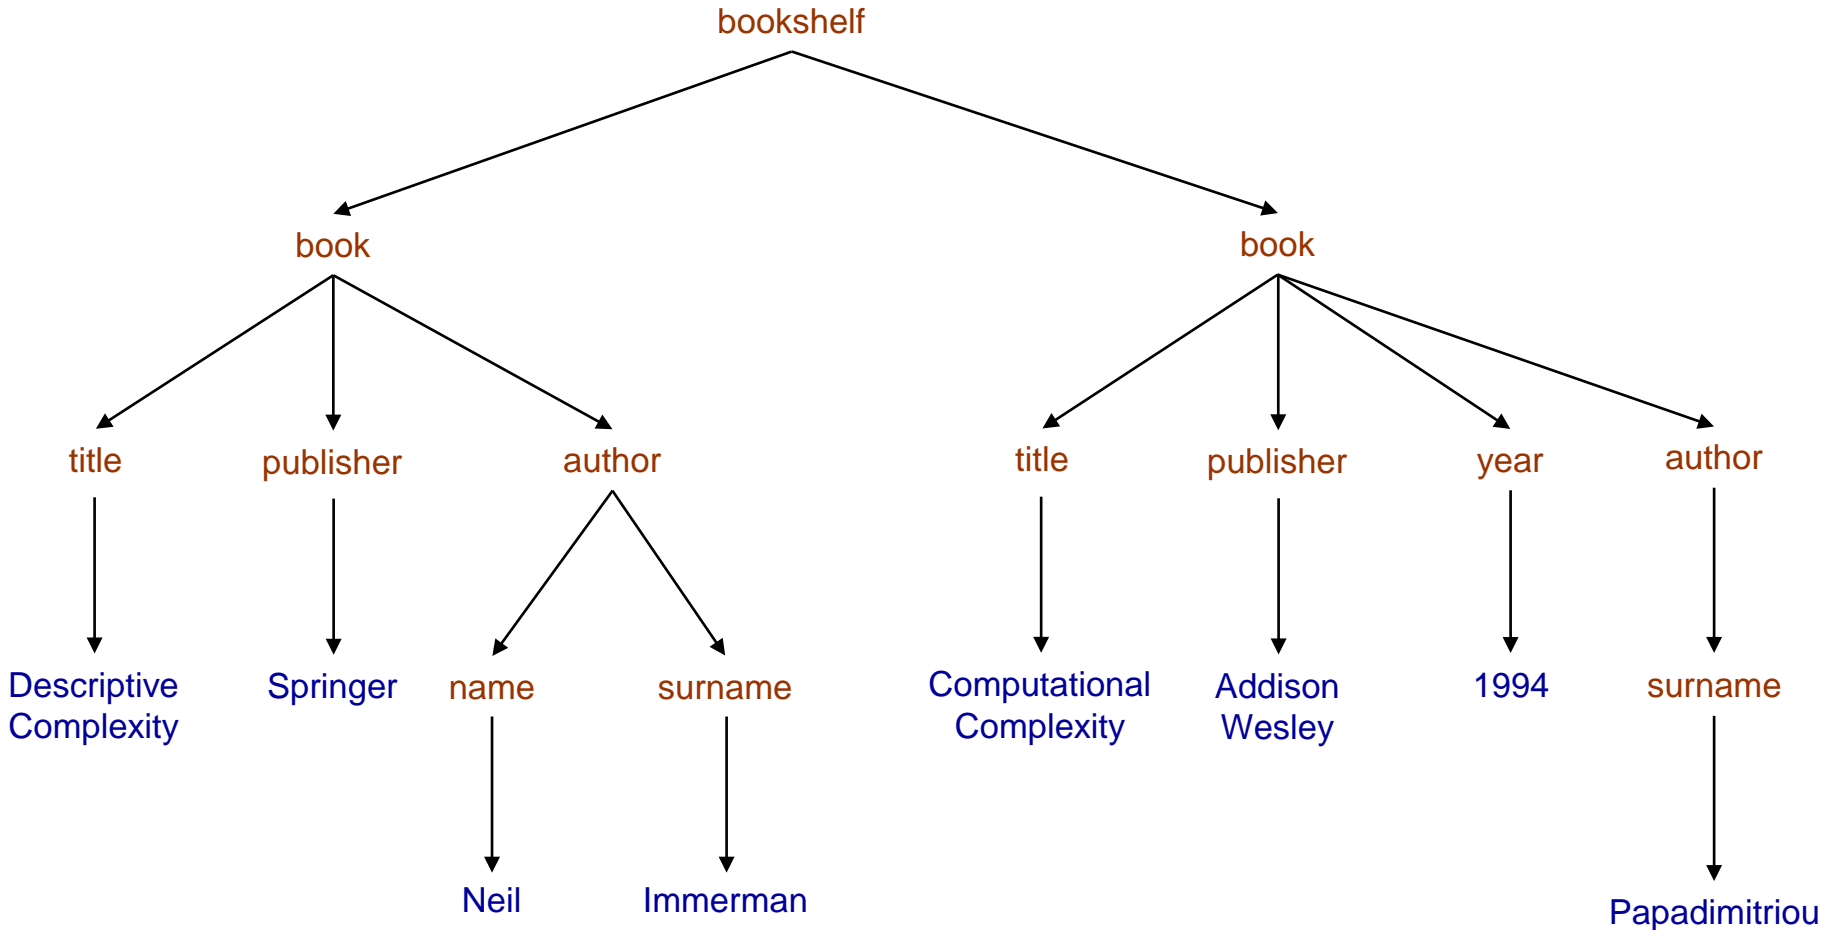 bookshelf
book
book
title
publisher
author
title
publisher
year
author
Descriptive
Complexity
Springer
name
surname
Computational
Complexity
Addison
Wesley
1994
surname
Neil
Immerman
Papadimitriou